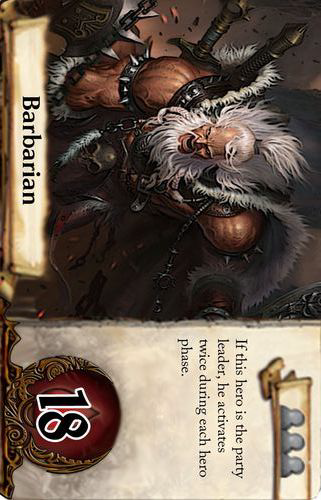 Barbarian
If this hero is the party
leader, he activates
twice during each hero
phase.
18